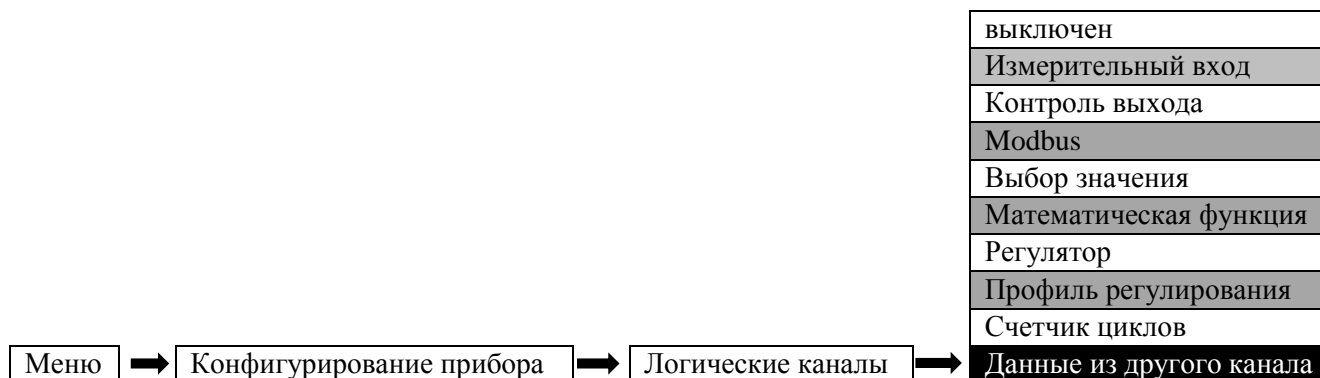 выключен
Измерительный вход
Контроль выхода
Modbus
Выбор значения
Математическая функция
Регулятор
Профиль регулирования
Счетчик циклов
Меню Конфигурирование прибора Логические каналы Данные из другого канала